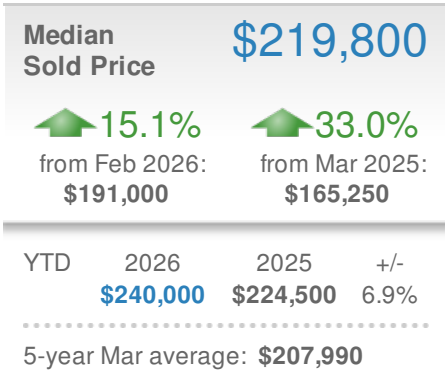 Median
Sold Price
$219,800
15.1% 33.0%
from Feb 2026: from Mar 2025:
$191,000 $165,250
YTD 2026 2025 +/-
$240,000 $224,500 6.9%
5-year Mar average: $207,990